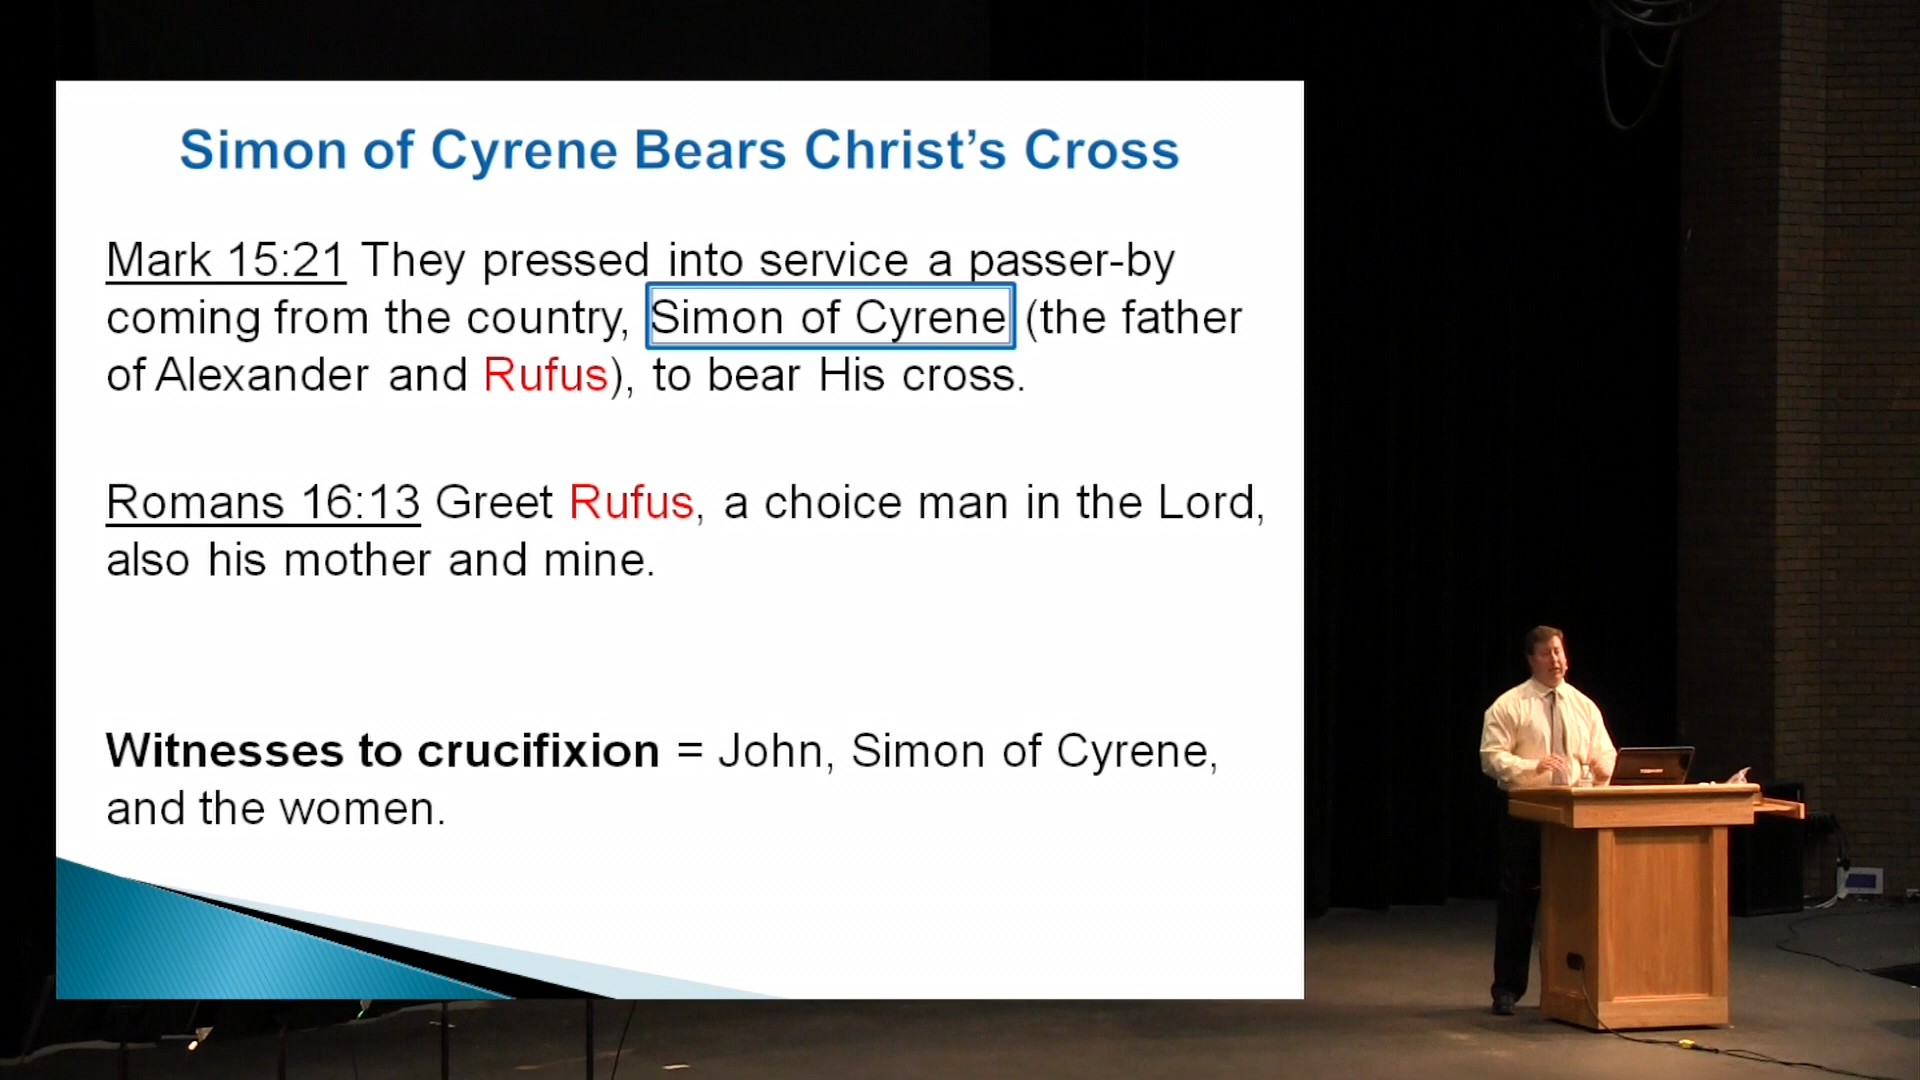 Simon of Cyrene Bears Christ’s Cross
Mark 15:21 They pressed into service a passer-by
coming from the country, Simon of Cyrene (the father
of Alexander and Rufus), to bear His cross.
Romans 16:13 Greet Rufus, a choice man in the Lord,
also his mother and mine.
Witnesses to crucifixion = John, Simon of Cyrene,
and the women.